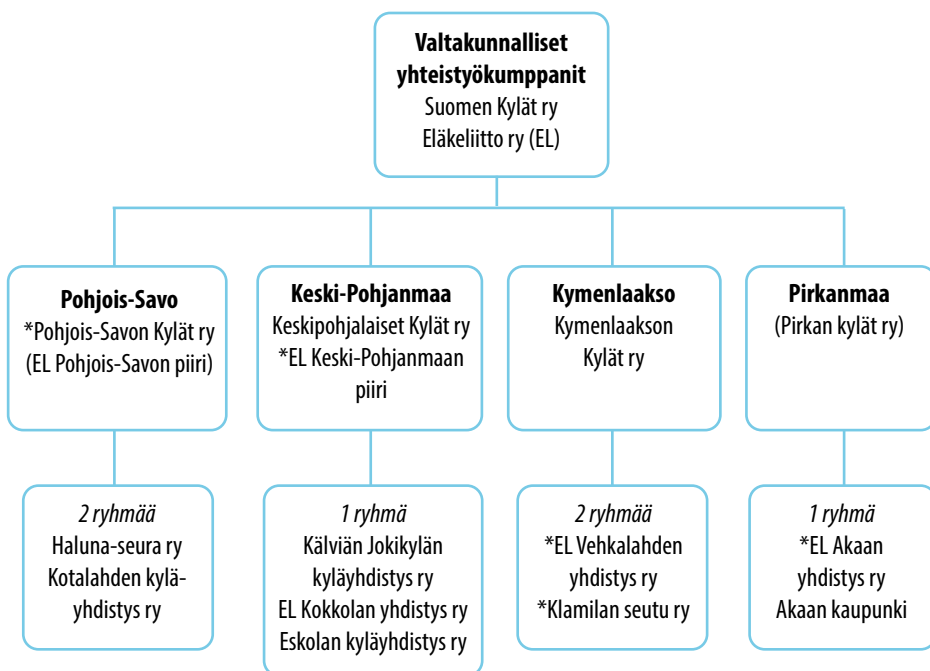 Valtakunnalliset
yhteistyökumppanit
Suomen Kylät ry
Eläkeliitto ry (EL)
Pohjois-Savo
*Pohjois-Savon Kylät ry
(EL Pohjois-Savon piiri)
Keski-Pohjanmaa
Keskipohjalaiset Kylät ry
*EL Keski-Pohjanmaan
piiri
Kymenlaakso
Kymenlaakson
Kylät ry
Pirkanmaa
(Pirkan kylät ry)
2 ryhmää
Haluna-seura ry
Kotalahden kylä-
yhdistys ry
1 ryhmä
Kälviän Jokikylän
kyläyhdistys ry
EL Kokkolan yhdistys ry
Eskolan kyläyhdistys ry
2 ryhmää
*EL Vehkalahden
yhdistys ry
*Klamilan seutu ry
1 ryhmä
*EL Akaan
yhdistys ry
Akaan kaupunki